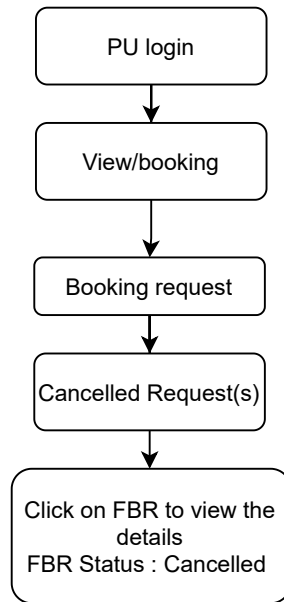 PU login
View/booking
Booking request
Cancelled Request(s)
Click on FBR to view the
details
FBR Status : Cancelled